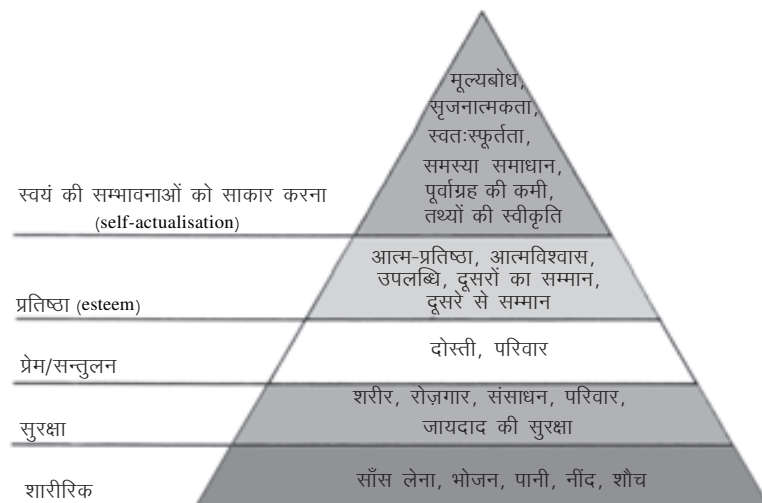 मूल्यबोध,
सृजनात्मकता,
स्वतःस्फूर्तता,
समस्या समाधान,
पूर्वाग्रह की कमी,
तथ्यों की स्वीकृति
स्वयं की सम्भावनाओं को साकार करना
(self-actualisation)
आत्म-प्रतिष्ठा, आत्मविश्वास,
उपलब्धि, दूसरों का सम्मान,
दूसरे से सम्मान
प्रतिष्ठा (esteem)
दोस्ती, परिवार
प्रेम/सन्तुलन
शरीर, रोज़गार, संसाधन, परिवार,
जायदाद की सुरक्षा
सुरक्षा
साँस लेना, भोजन, पानी, नींद, शौच
शारीरिक